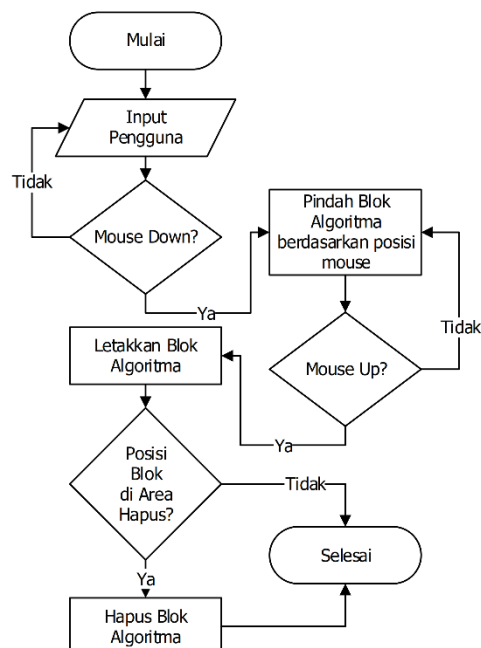 Mulai
Input
Pengguna
Tidak
Mouse Down?
Ya
Pindah Blok
Algoritma
berdasarkan posisi
mouse
Tidak
Mouse Up?
Ya
Letakkan Blok
Algoritma
Posisi
Blok
di Area
Hapus?
Tidak
Selesai
Ya
Hapus Blok
Algoritma